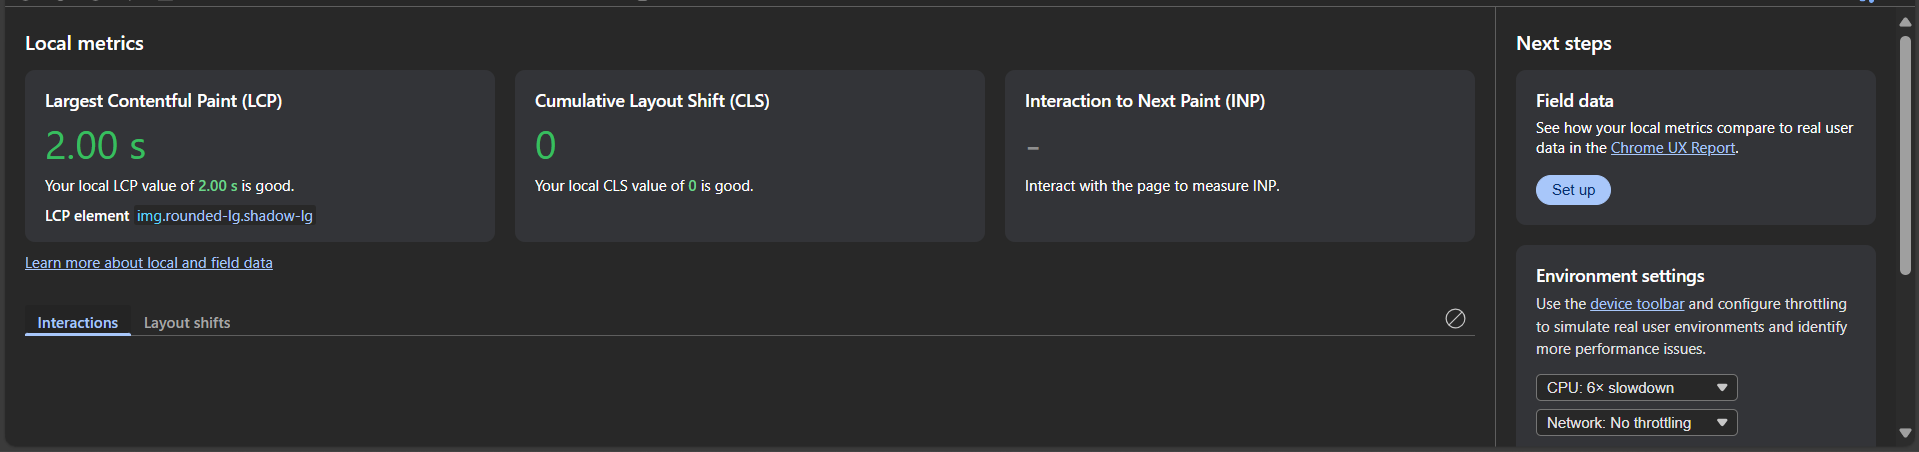 Local metrics
Largest Contentful Paint (LCP)
2.00 s
Your local LCP value of 2.00 s is good.
LCP element img.rounded-lg.shadow-lg
Cumulative Layout Shift (CLS)
0
Your local CLS value of 0 is good.
Interaction to Next Paint (INP)
-
Interact with the page to measure INP.
Learn more about local and field data
Interactions
Layout shifts
Next steps
Field data
See how your local metrics compare to real user
data in the Chrome UX Report.
Set up
Environment settings
Use the device toolbar and configure throttling
to simulate real user environments and identify
more performance issues.
CPU: 6× slowdown
Network: No throttling